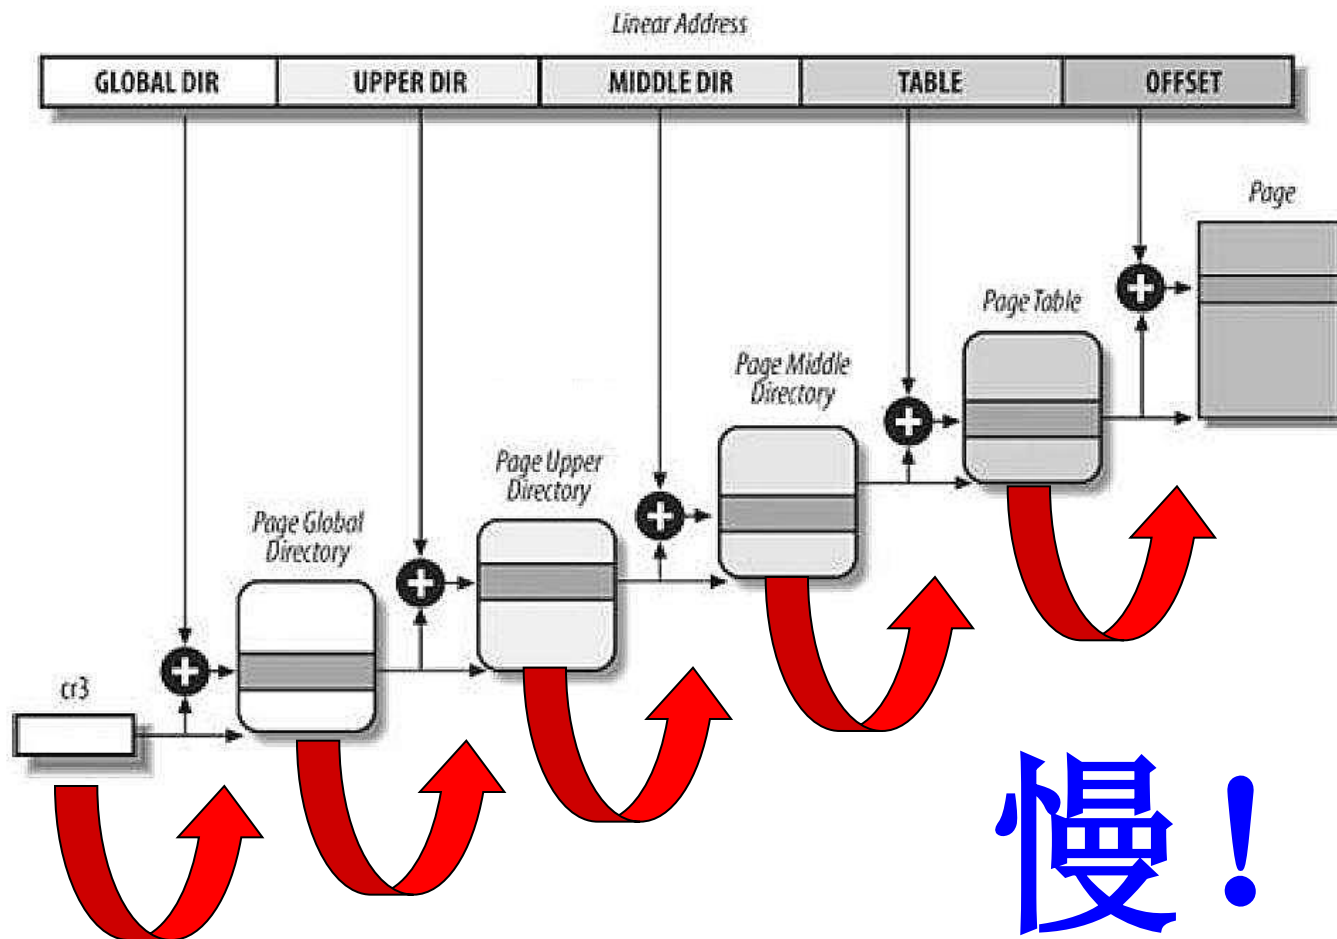 Linear Address
GLOBAL DIR
UPPER DIR
MIDDLE DIR
TABLE
OFFSET
Page
Page Table
Page Middle
Directory
Page Upper
Directory
Page Global
Directory
cr3
慢！